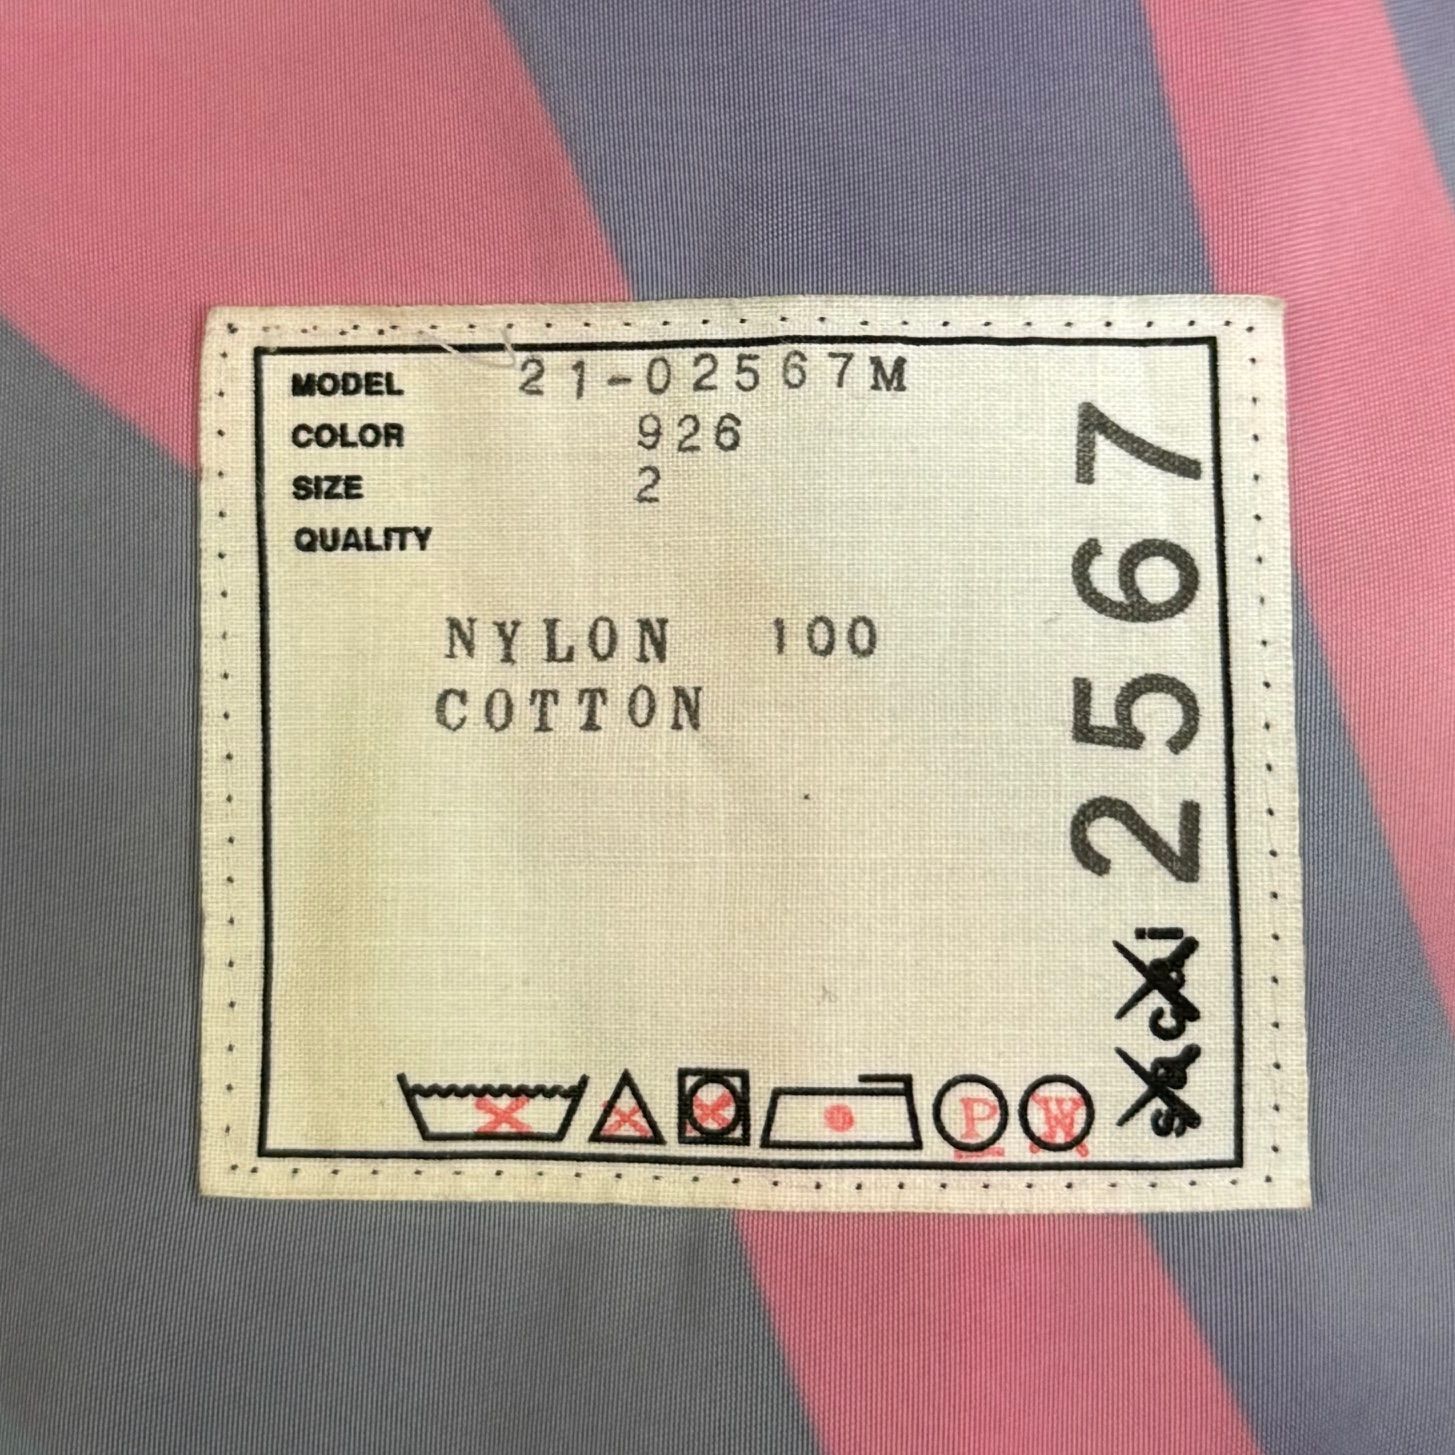 MODEL 21-02567M
COLOR 926
SIZE 2
QUALITY
NYLON 100
COTTON
P W
sacai 2567